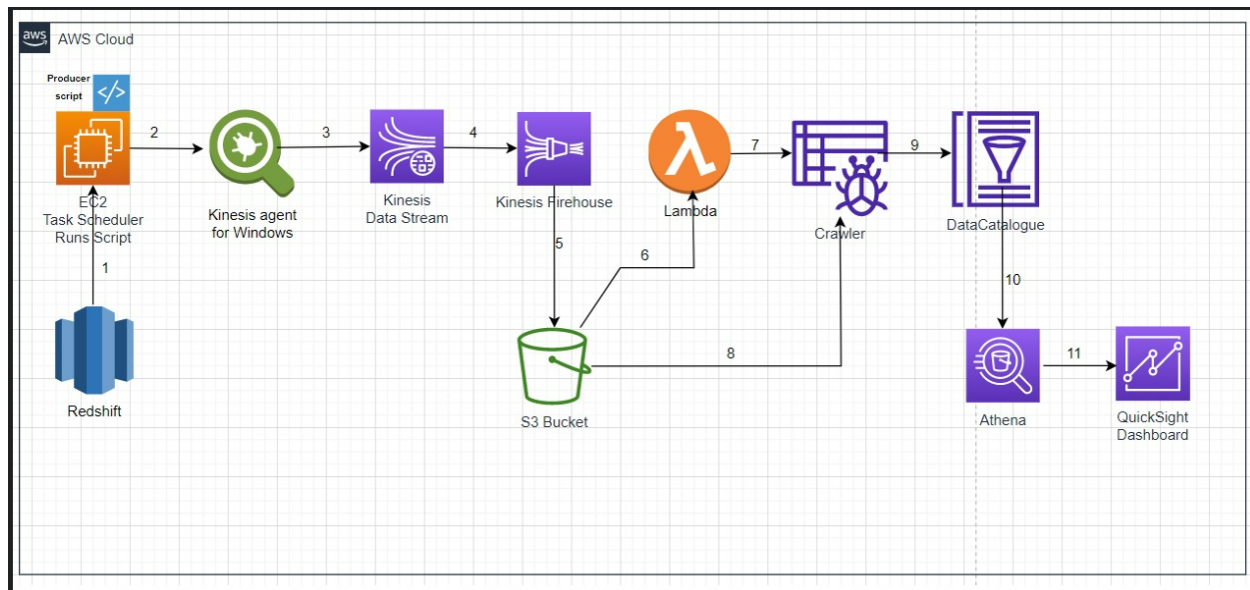 aws
AWS Cloud
Producer
script
</>
2
3
4
7
9
EC2
Task Scheduler
Runs Script
Kinesis agent
for Windows
Kinesis
Data Stream
Kinesis Firehouse
Lambda
Crawler
DataCatalogue
1
5
6
8
10
11
Redshift
S3 Bucket
Athena
QuickSight
Dashboard